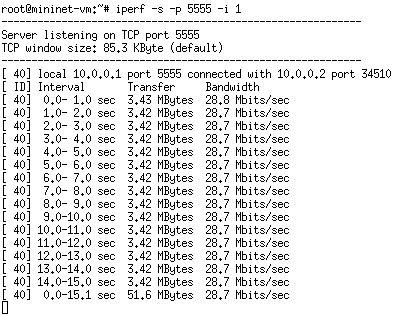 root@mininet-vm:~# iperf -s -p 5555 -i 1
------------------------------------------------------------
Server listening on TCP port 5555
TCP window size: 85.3 KByte (default)
------------------------------------------------------------
[ 40] local 10.0.0.1 port 5555 connected with 10.0.0.2 port 34510
[ ID] Interval       Transfer     Bandwidth
[ 40]  0.0- 1.0 sec  3.43 MBytes  28.8 Mbits/sec
[ 40]  1.0- 2.0 sec  3.42 MBytes  28.7 Mbits/sec
[ 40]  2.0- 3.0 sec  3.42 MBytes  28.7 Mbits/sec
[ 40]  3.0- 4.0 sec  3.42 MBytes  28.7 Mbits/sec
[ 40]  4.0- 5.0 sec  3.42 MBytes  28.7 Mbits/sec
[ 40]  5.0- 6.0 sec  3.42 MBytes  28.7 Mbits/sec
[ 40]  6.0- 7.0 sec  3.42 MBytes  28.7 Mbits/sec
[ 40]  7.0- 8.0 sec  3.42 MBytes  28.7 Mbits/sec
[ 40]  8.0- 9.0 sec  3.42 MBytes  28.7 Mbits/sec
[ 40]  9.0-10.0 sec  3.42 MBytes  28.7 Mbits/sec
[ 40] 10.0-11.0 sec  3.42 MBytes  28.7 Mbits/sec
[ 40] 11.0-12.0 sec  3.42 MBytes  28.7 Mbits/sec
[ 40] 12.0-13.0 sec  3.42 MBytes  28.7 Mbits/sec
[ 40] 13.0-14.0 sec  3.42 MBytes  28.7 Mbits/sec
[ 40] 14.0-15.0 sec  3.42 MBytes  28.7 Mbits/sec
[ 40]  0.0-15.1 sec  51.6 MBytes  28.7 Mbits/sec